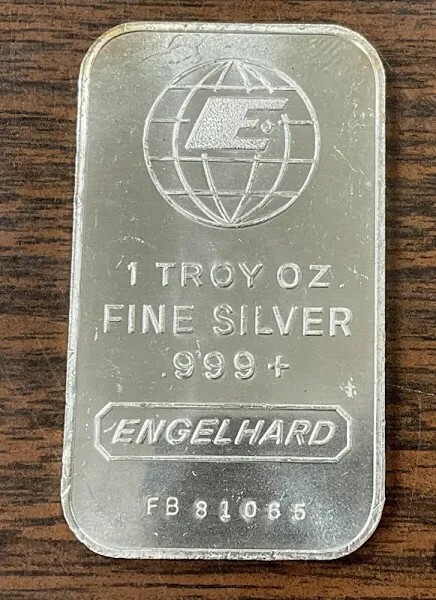 E
1 TROY OZ
FINE SILVER
999+
ENGELHARD
FB 81065